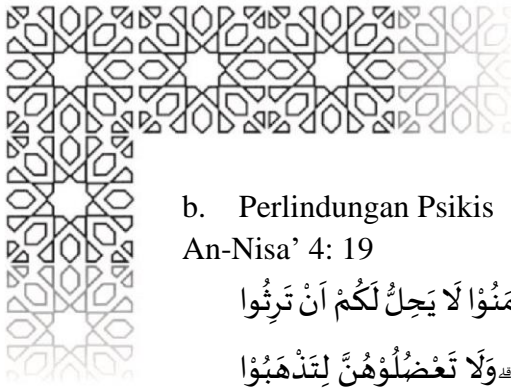 b. Perlindungan Psikis
An-Nisa’ 4: 19
مَنُوْا لَا يَحِلُّ لَكُمْ اَنْ تَرِثُوا
وَلَا تَعْضُلُوْهُنَّ لِتَذْهَبُوْا